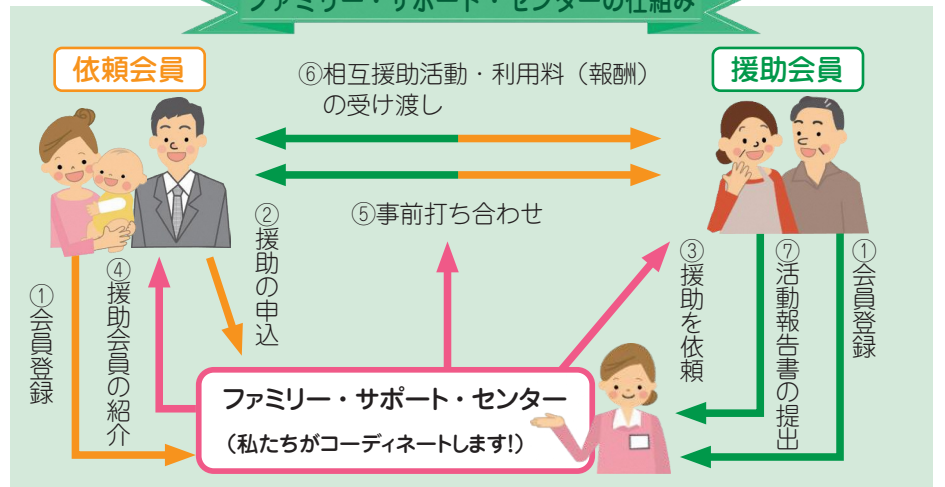 ファミリー・サポート・センターの仕組み
依頼会員
援助会員
⑥相互援助活動・利用料（報酬）
の受け渡し
⑤事前打ち合わせ
①会員登録
④援助会員の紹介
②援助の申込
③援助を依頼
⑦活動報告書の提出
①会員登録
ファミリー・サポート・センター
（私たちがコーディネートします!）